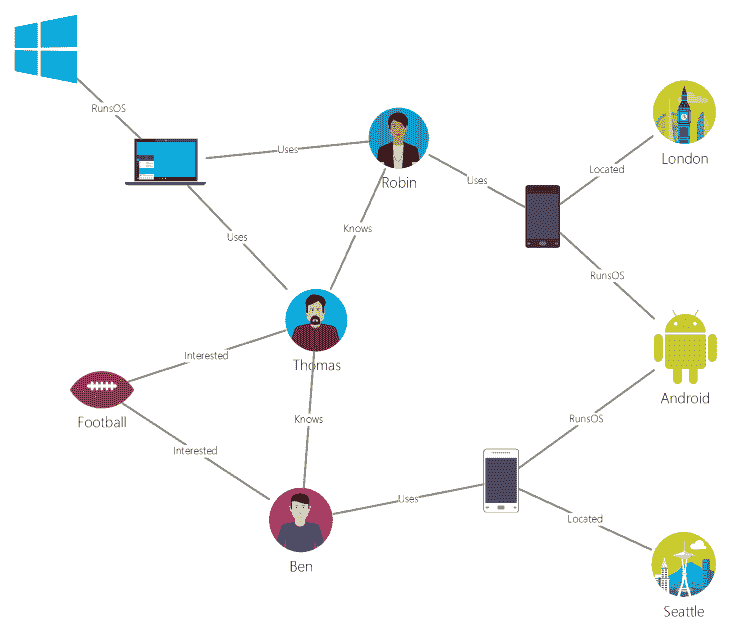 RunsOS
London
Uses
Located
Robin
Uses
Knows
Uses
RunsOS
Interested
Thomas
Android
Football
Knows
RunsOS
Interested
Uses
Located
Ben
Seattle